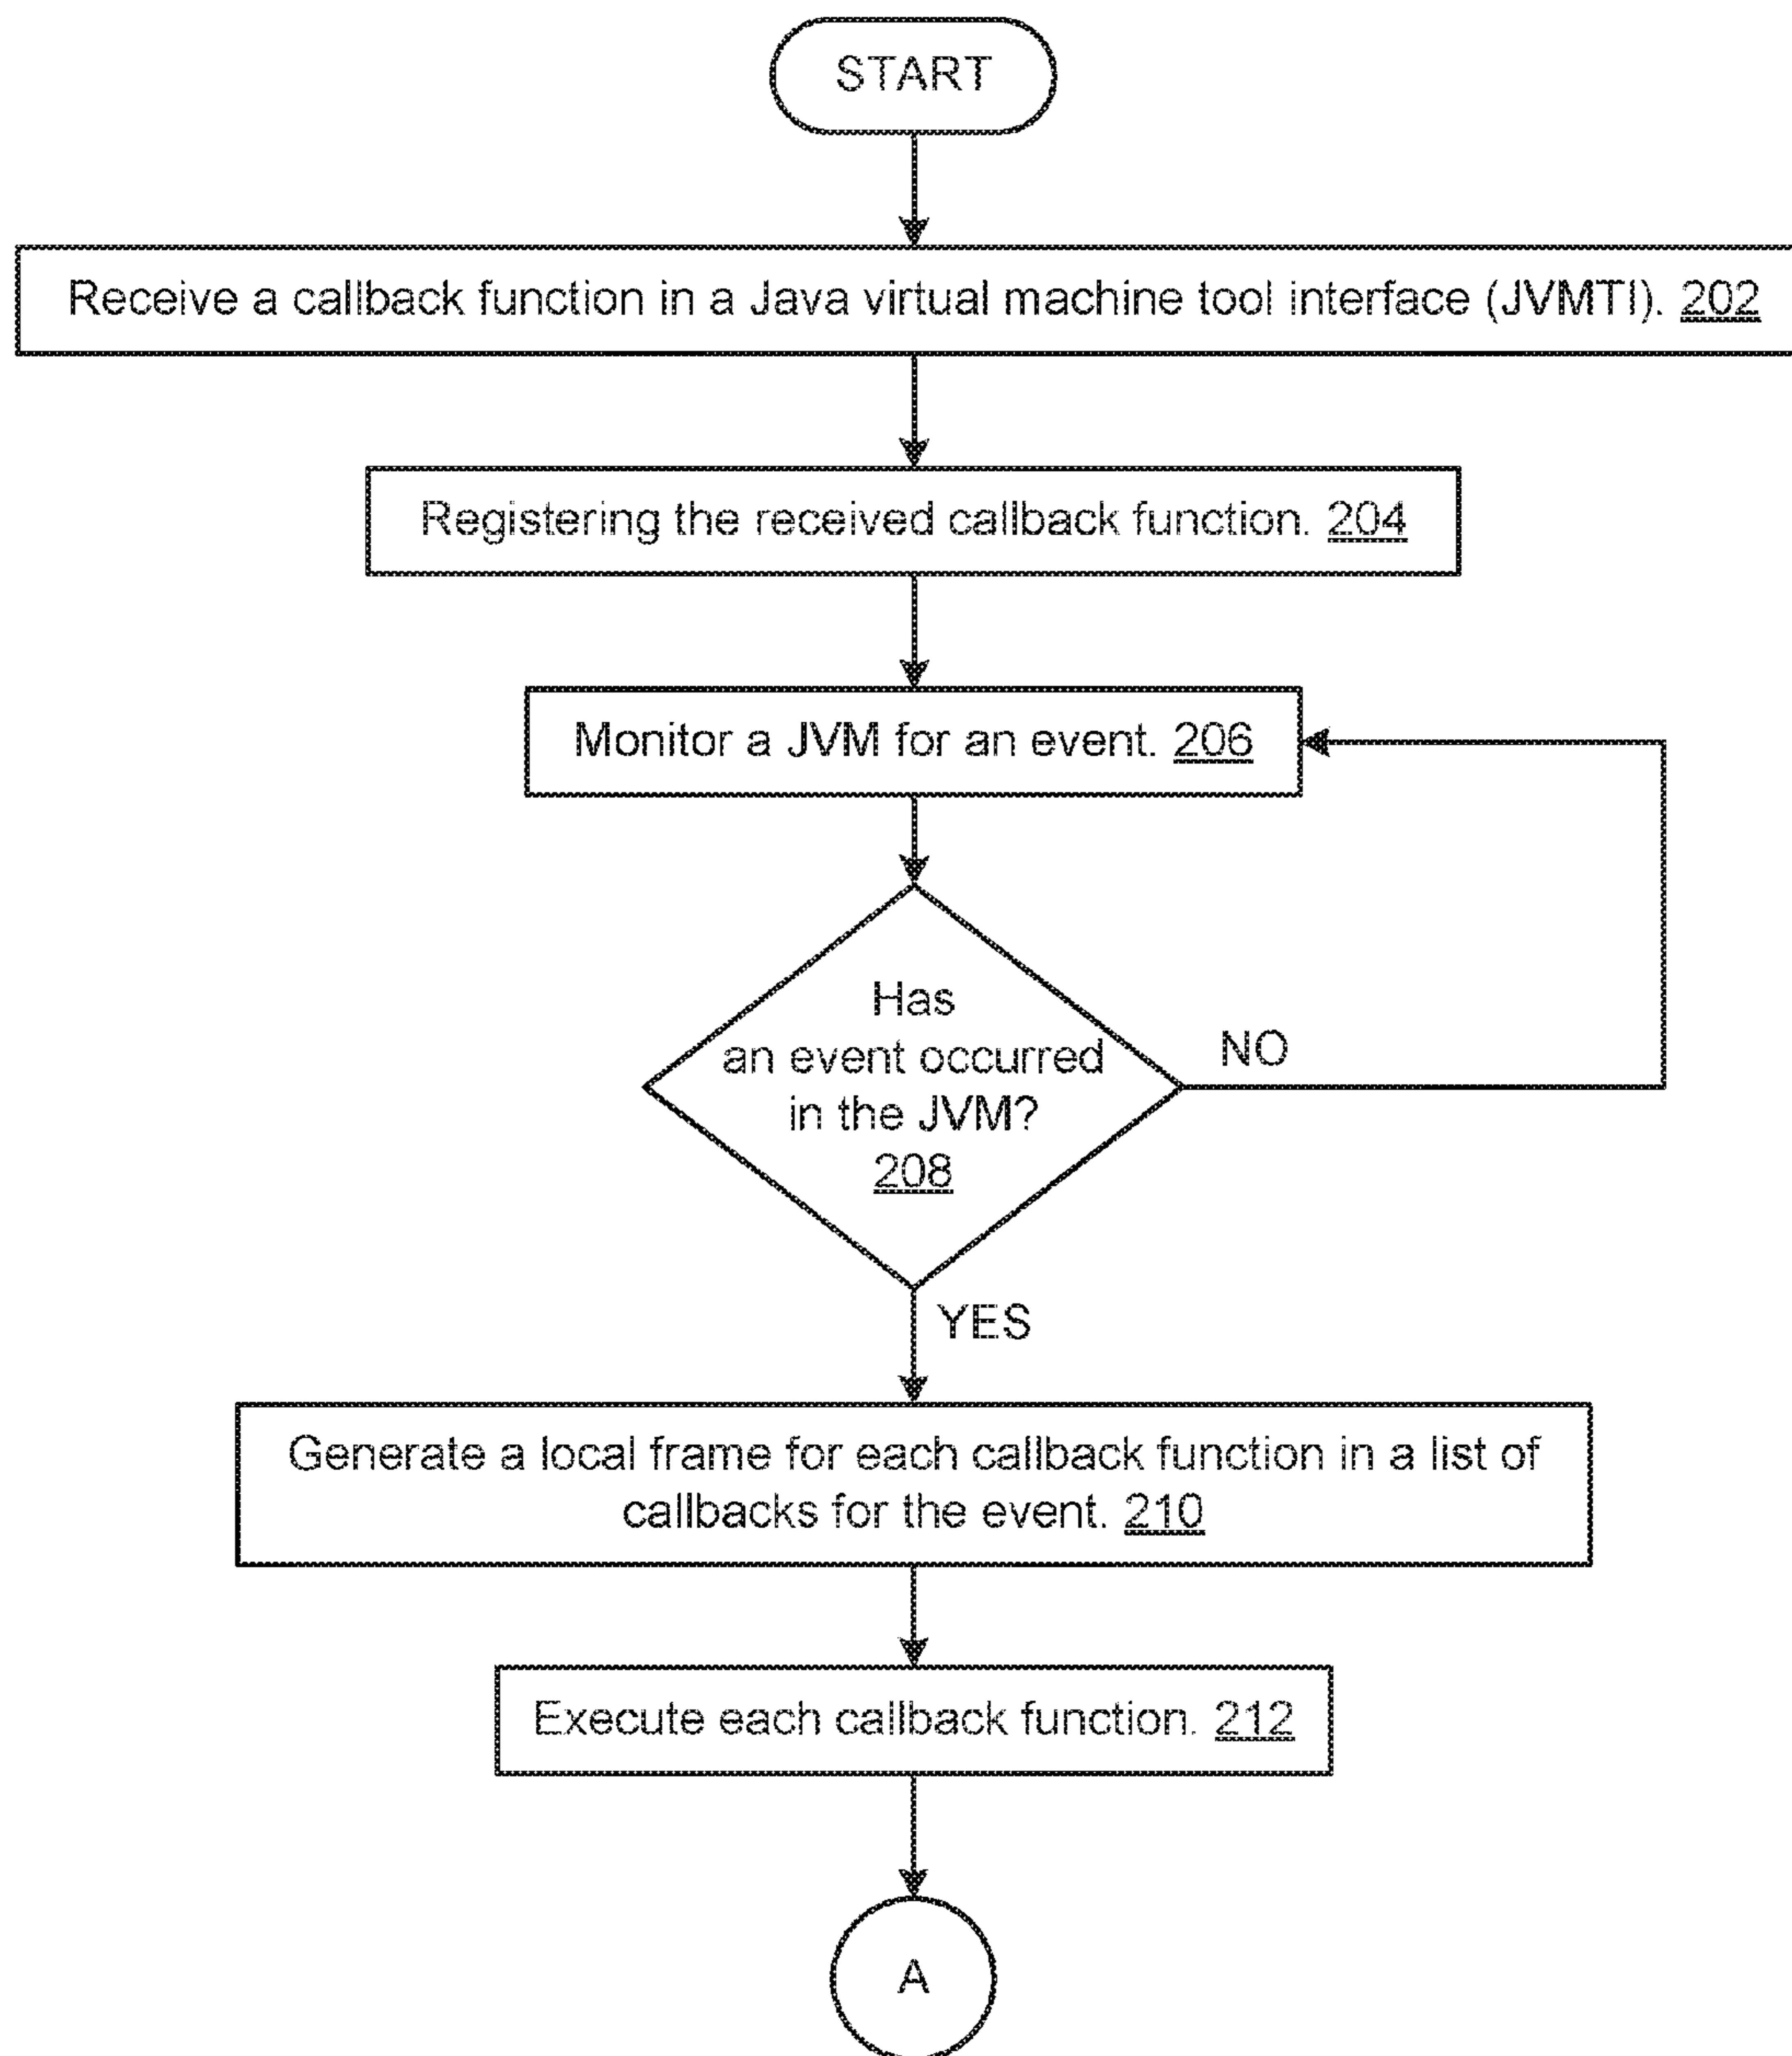 START
Receive a callback function in a Java virtual machine tool interface (JVMTI). 202
Registering the received callback function. 204
Monitor a JVM for an event. 206
Has
an event occurred
in the JVM?
208
NO
YES
Generate a local frame for each callback function in a list of
callbacks for the event. 210
Execute each callback function. 212
A